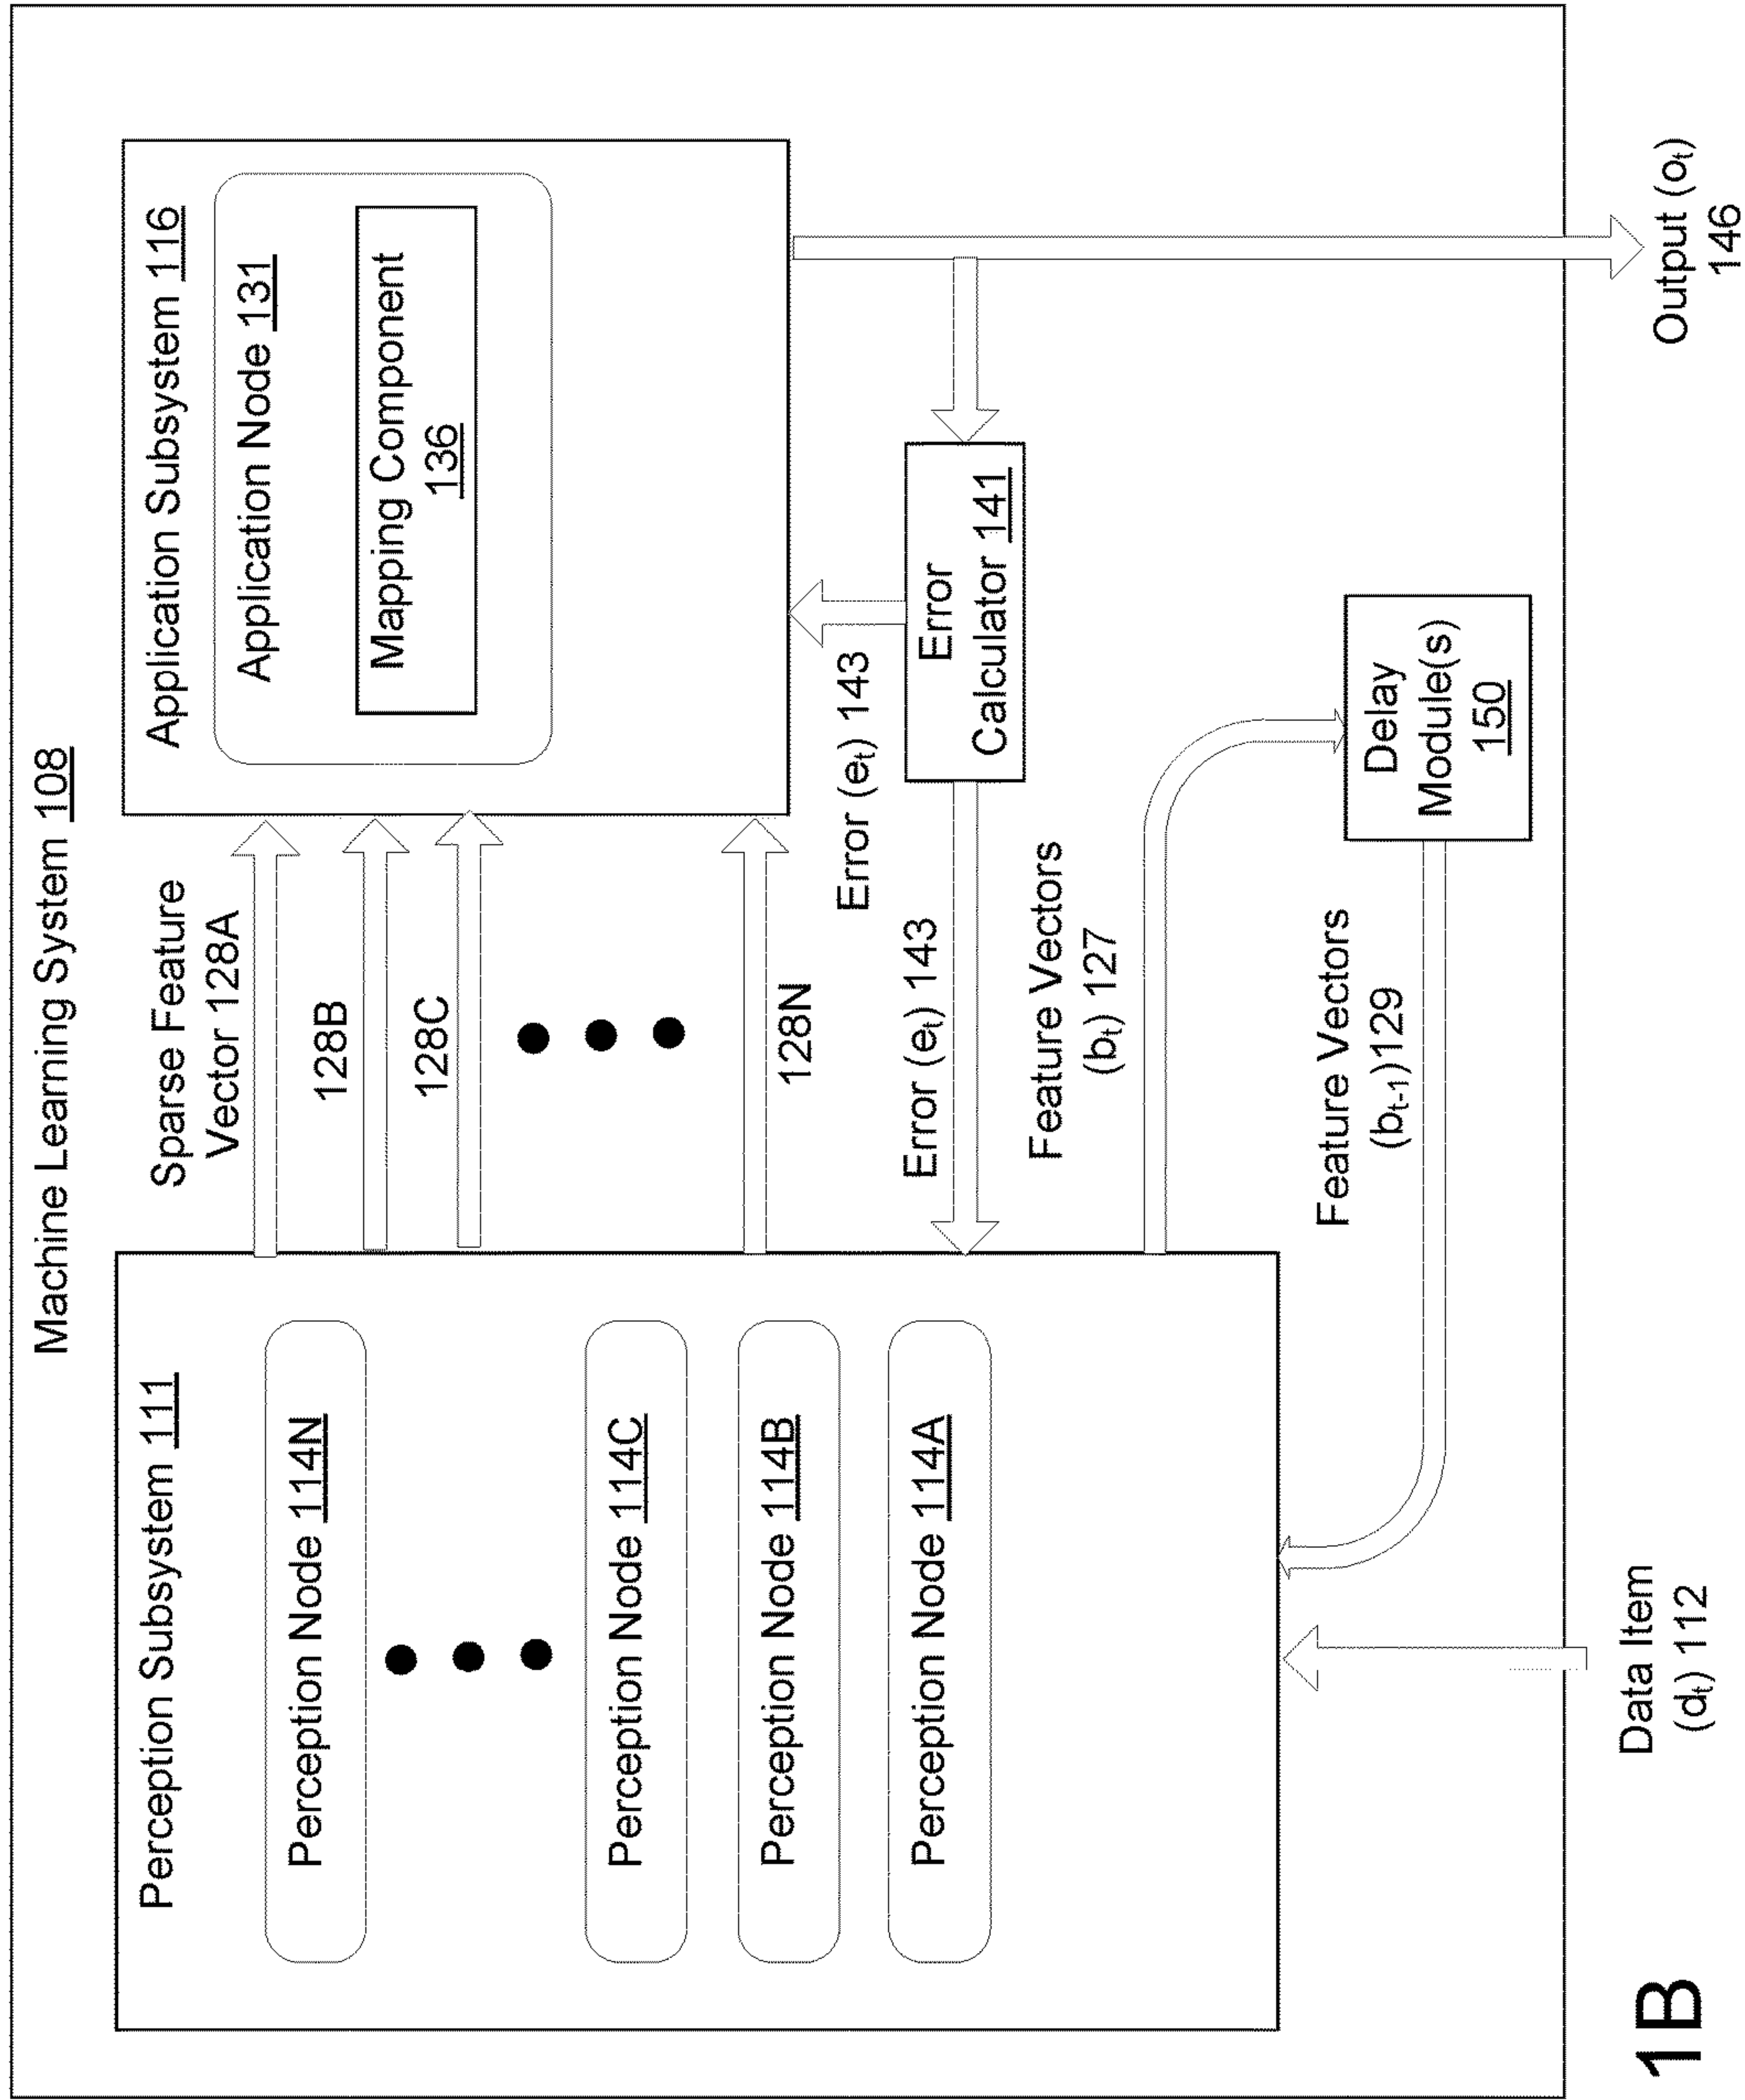 Machine Learning System 108
Perception Subsystem 111
Perception Node 114N
Perception Node 114C
Perception Node 114B
Perception Node 114A
Sparse Feature
Vector 128A
128B
128C
128N
Application Subsystem 116
Application Node 131
Mapping Component
136
Error (eₜ) 143
Error
Calculator 141
Error (eₜ) 143
Feature Vectors
(bₜ) 127
Delay
Module(s)
150
Feature Vectors
(bₜ₋₁)129
Data Item
(dₜ) 112
Output (oₜ)
146
1B